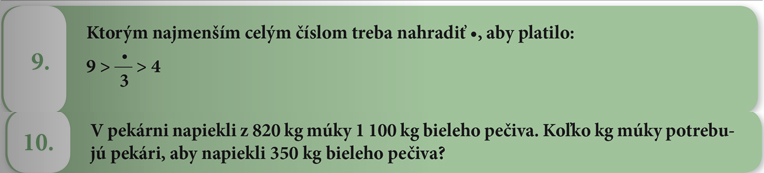 9.
Ktorým najmenším celým číslom treba nahradiť •, aby platilo:
9 > •/3 > 4
10.
V pekárni napiekli z 820 kg múky 1 100 kg bieleho pečiva. Koľko kg múky potrebu-
jú pekári, aby napiekli 350 kg bieleho pečiva?